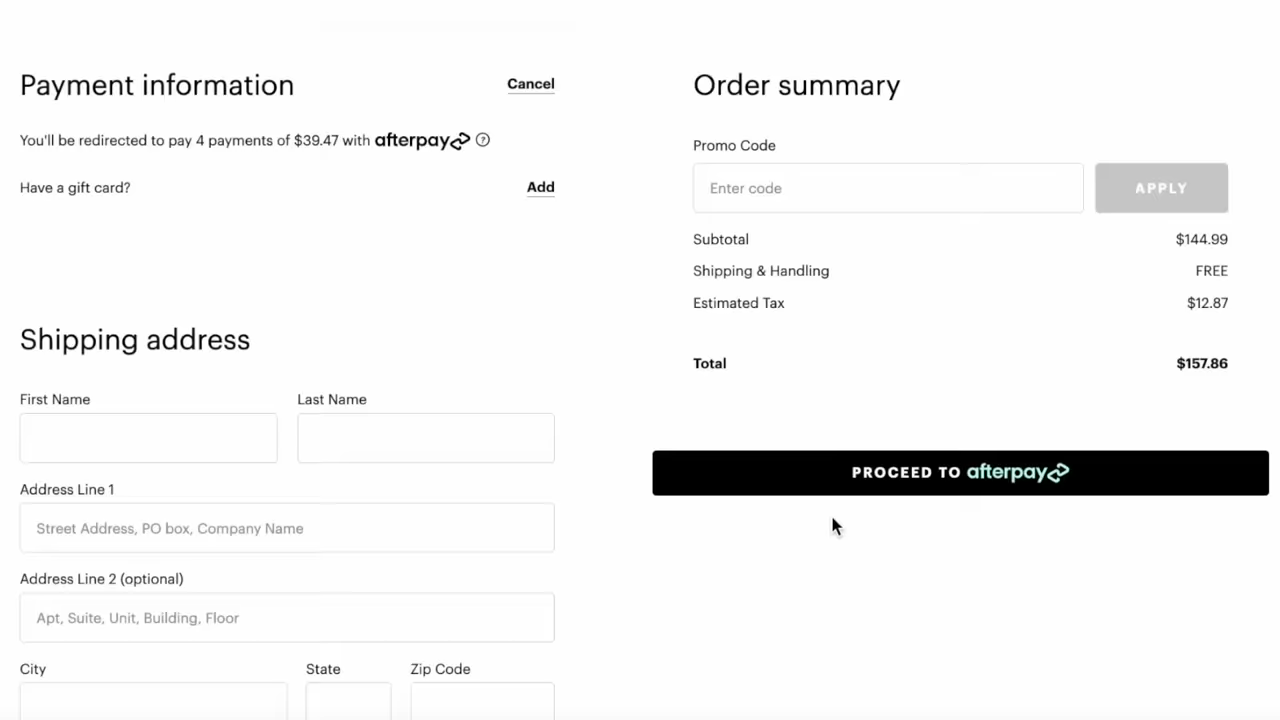 Payment information
Cancel
You'll be redirected to pay 4 payments of $39.47 with afterpay ?
Have a gift card?
Add
Shipping address
First Name
Last Name
Address Line 1
Street Address, PO box, Company Name
Address Line 2 (optional)
Apt, Suite, Unit, Building, Floor
City
State
Zip Code
Order summary
Promo Code
Enter code
APPLY
Subtotal
$144.99
Shipping & Handling
FREE
Estimated Tax
$12.87
Total
$157.86
PROCEED TO afterpay